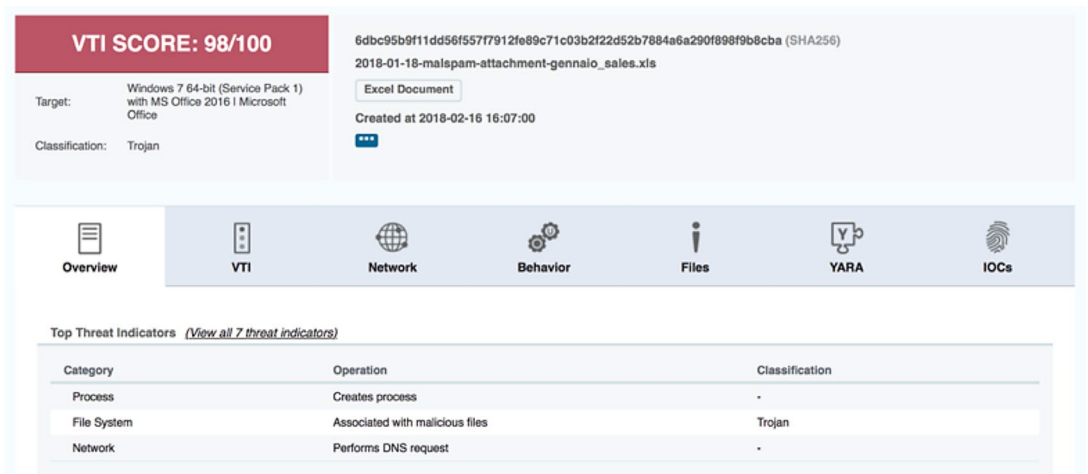 VTI SCORE: 98/100
Target:
Windows 7 64-bit (Service Pack 1)
with MS Office 2016 | Microsoft
Office
Classification: Trojan
6dbc95b9f11dd56f557f7912fe89c71c03b2f22d52b7884a6a290f898f9b8cba (SHA256)
2018-01-18-malspam-attachment-gennaio_sales.xls
Excel Document
Created at 2018-02-16 16:07:00
Overview VTI Network Behavior Files YARA IOCs
Top Threat Indicators (View all 7 threat indicators)
Category Operation Classification
Process Creates process -
File System Associated with malicious files Trojan
Network Performs DNS request -